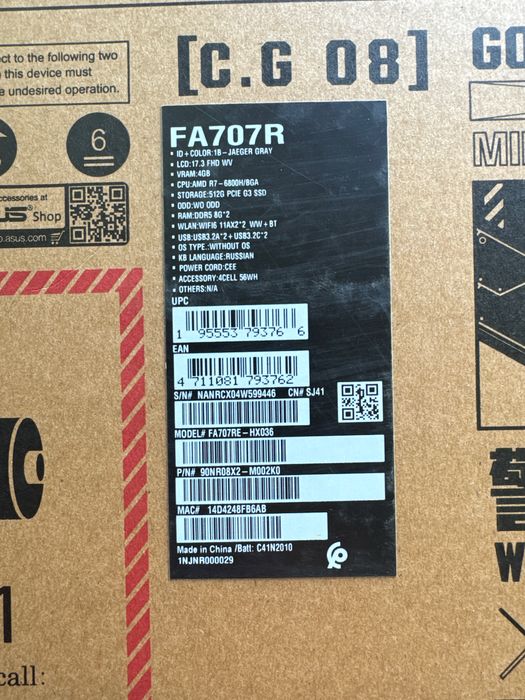 ct to the following two
this device must
e undesired operation.
[C.G 08]
GO
6
ccessories at
US Shop
o.asus.com
MI
FA707R
• ID+COLOR:1B-JAEGER GRAY
• LCD:17.3 FHD WV
• VRAM:4GB
• CPU:AMD R7-6800H/BGA
• STORAGE:512G PCIE G3 SSD
• ODD:WO ODD
• RAM:DDR5 8G*2
• WLAN:WIFI6 11AX2*2_WW+BT
• USB:USB3.2A*2+USB3.2C*2
• OS TYPE.:WITHOUT OS
• KB LANGUAGE:RUSSIAN
• POWER CORD:CEE
• ACCESSORY:4CELL 56WH
• OTHERS:N/A
UPC
1 95553 79376 6
EAN
4 711081 793762
S/N# NANRCX04W599446 CN# SJ41
MODEL# FA707RE-HX036
P/N# 90NR08X2-M002K0
MAC# 14D4248FB6AB
Made in China /Batt: C41N2010
1NJNR000029
W
1
call: